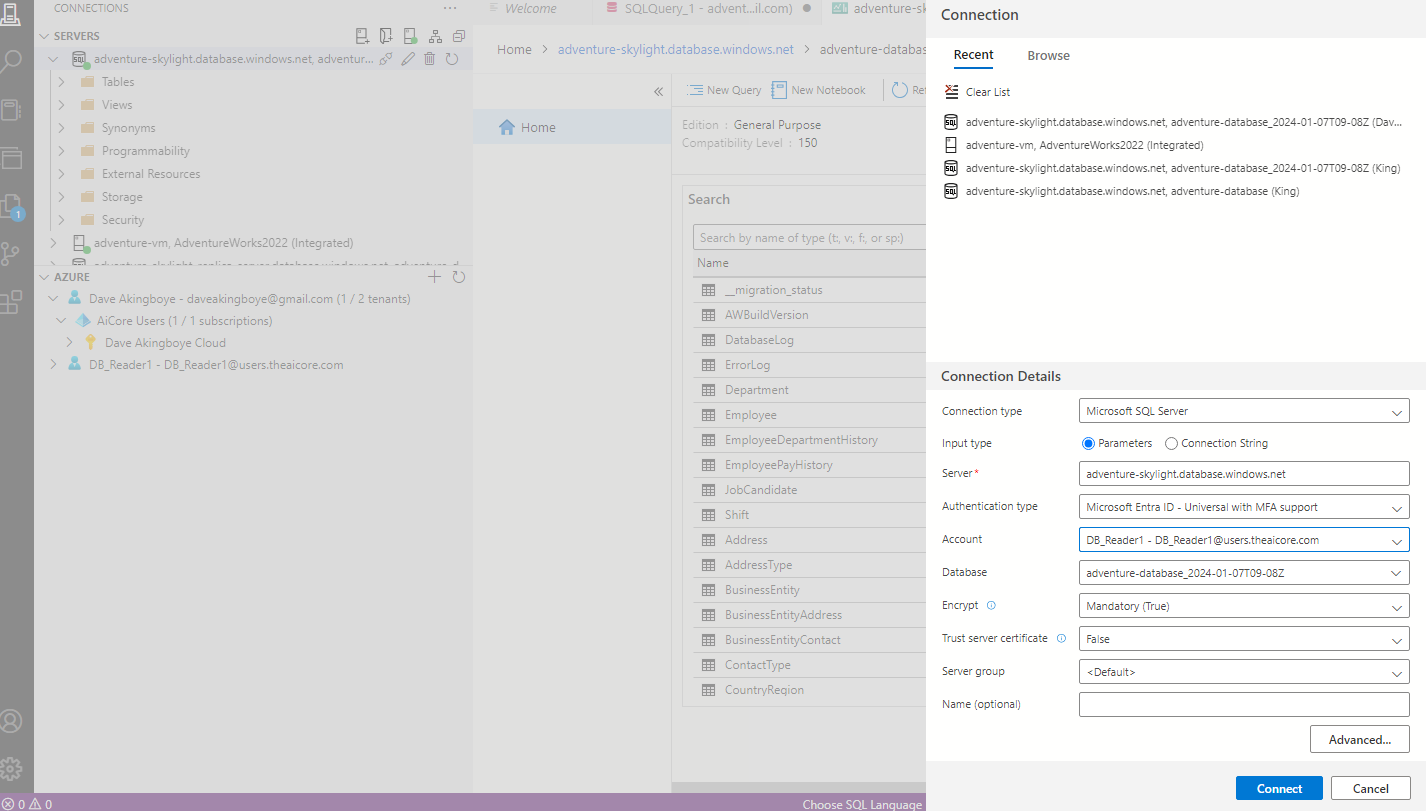 CONNECTIONS
...
SERVERS
adventure-skylight.database.windows.net, adventur...
Tables
Views
Synonyms
Programmability
External Resources
Storage
Security
adventure-vm, AdventureWorks2022 (Integrated)
adventure-skylight-replica-server.database.windows.net, adventure-d
1
AZURE
Dave Akingboye - daveakingboye@gmail.com (1 / 2 tenants)
AiCore Users (1 / 1 subscriptions)
Dave Akingboye Cloud
DB_Reader1 - DB_Reader1@users.theaicore.com
0 0
Welcome
SQLQuery_1 - advent...il.com)
adventure-sk
Home > adventure-skylight.database.windows.net > adventure-databas
Home
New Query New Notebook
Edition : General Purpose
Compatibility Level : 150
Search
Search by name of type (t:, v:, f:, or sp:)
Name
__migration_status
AWBuildVersion
DatabaseLog
ErrorLog
Department
Employee
EmployeeDepartmentHistory
EmployeePayHistory
JobCandidate
Shift
Address
AddressType
BusinessEntity
BusinessEntityAddress
BusinessEntityContact
ContactType
CountryRegion
Choose SQL Language
Connection
Recent Browse
Clear List
adventure-skylight.database.windows.net, adventure-database_2024-01-07T09-08Z (Dav...
adventure-vm, AdventureWorks2022 (Integrated)
adventure-skylight.database.windows.net, adventure-database_2024-01-07T09-08Z (King)
adventure-skylight.database.windows.net, adventure-database (King)
Connection Details
Connection type Microsoft SQL Server
Input type Parameters Connection String
Server* adventure-skylight.database.windows.net
Authentication type Microsoft Entra ID - Universal with MFA support
Account DB_Reader1 - DB_Reader1@users.theaicore.com
Database adventure-database_2024-01-07T09-08Z
Encrypt Mandatory (True)
Trust server certificate False
Server group <Default>
Name (optional)
Advanced...
Connect Cancel